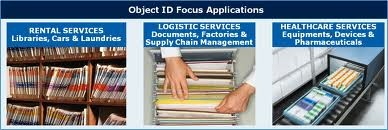 Object ID Focus Applications
RENTAL SERVICES
Libraries, Cars & Laundries
LOGISTIC SERVICES
Documents, Factories &
Supply Chain Management
HEALTHCARE SERVICES
Equipments, Devices &
Pharmaceuticals